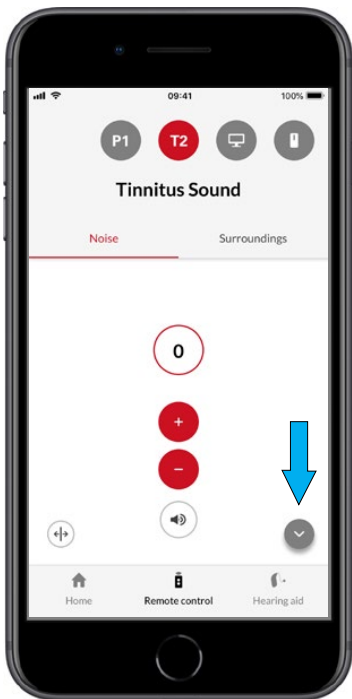 09:41
100%
P1
T2
Tinnitus Sound
Noise
Surroundings
0
+
−
Home
Remote control
Hearing aid